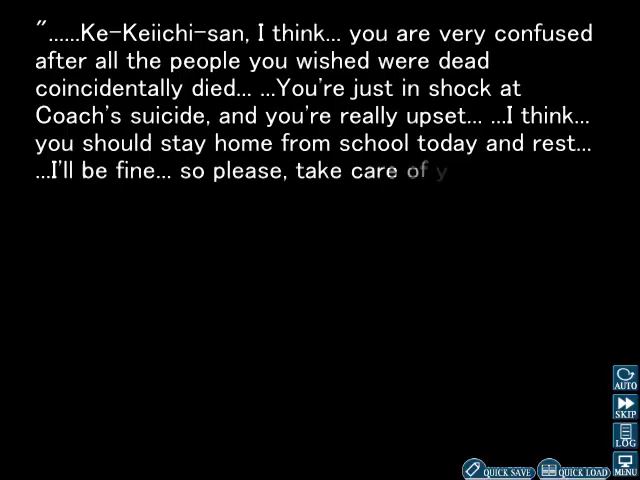 "......Ke-Keiichi-san, I think... you are very confused
after all the people you wished were dead
coincidentally died... ...You're just in shock at
Coach's suicide, and you're really upset... ...I think...
you should stay home from school today and rest...
...I'll be fine... so please, take care of y
AUTO
SKIP
LOG
QUICK SAVE
QUICK LOAD
MENU